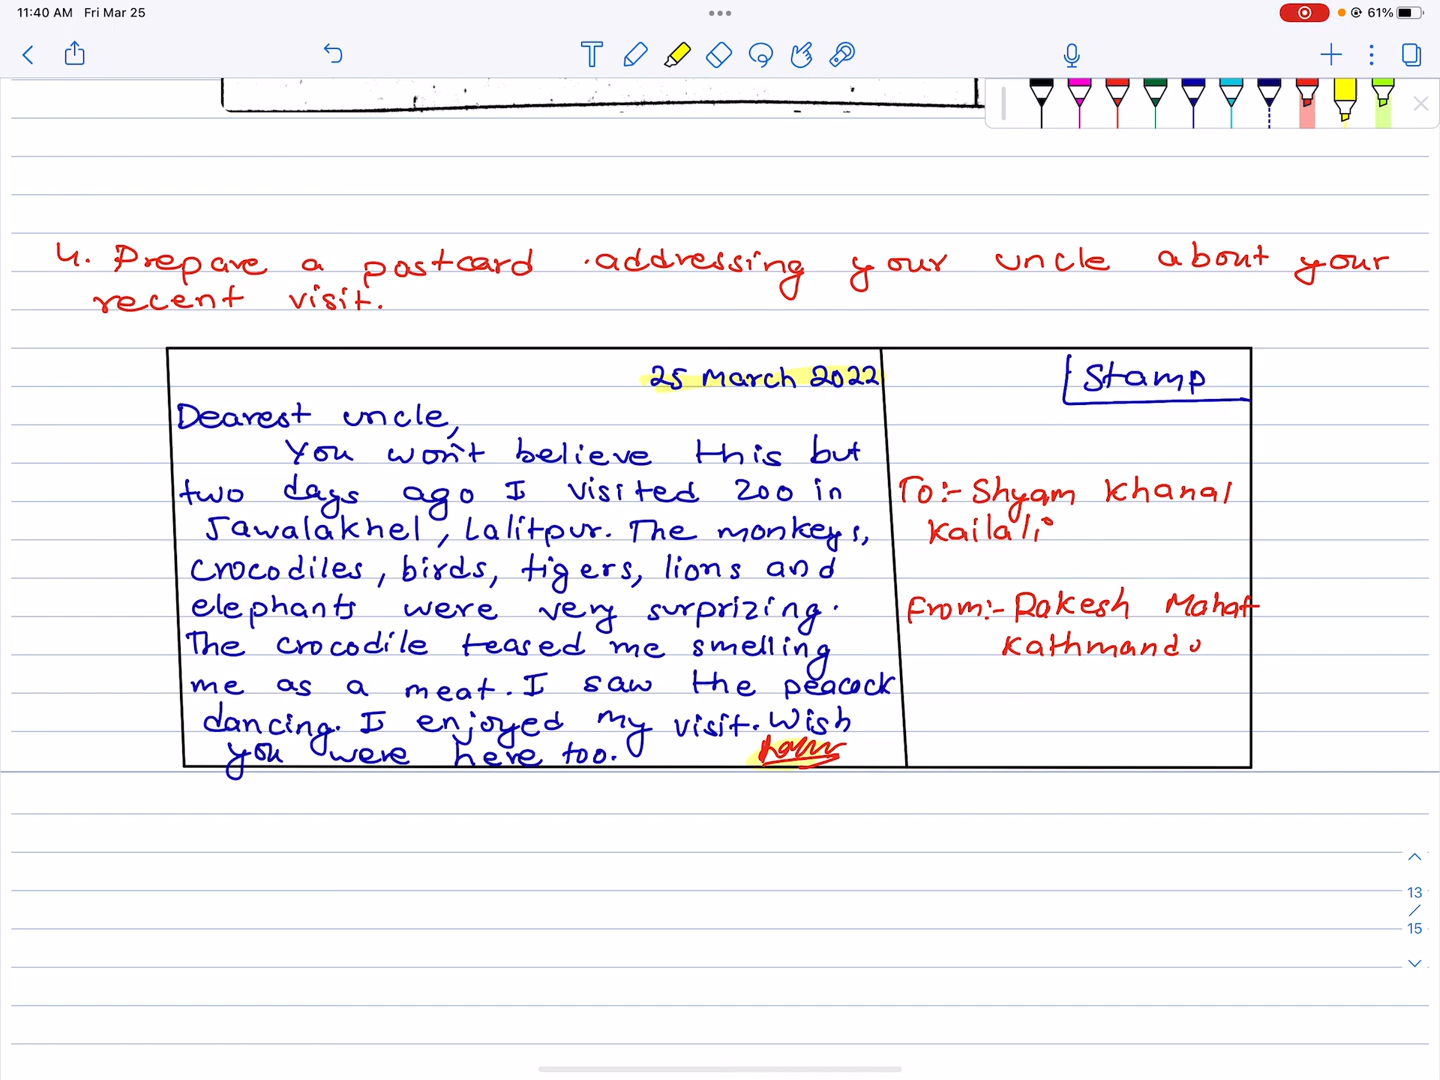 11:40 AM Fri Mar 25
61%
4. Prepare a postcard addressing your uncle about your
recent visit.
25 March 2022
Stamp
Dearest uncle,
You won't believe this but
two days ago I visited zoo in
Jawalakhel, Lalitpur. The monkeys,
crocodiles, birds, tigers, lions and
elephants were very surprizing.
The crocodile teased me smelling
me as a meat. I saw the peacock
dancing. I enjoyed my visit. Wish
you were here too.
To:- Shyam Khanal
Kailali
From:- Rakesh Mahat
Kathmandu
13
/
15